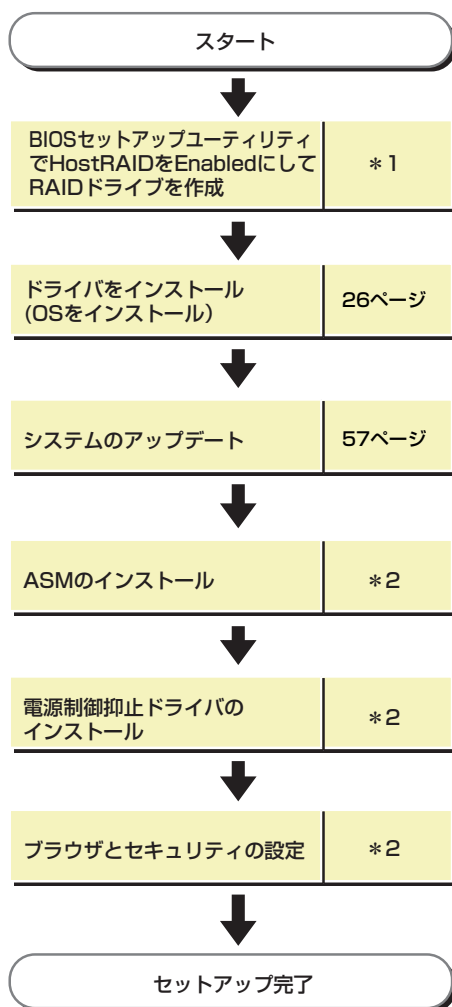 スタート
BIOSセットアップユーティリティ
でHostRAIDをEnabledにして
RAIDドライブを作成
＊1
ドライバをインストール
(OSをインストール）
26ページ
システムのアップデート
57ページ
ASMのインストール
＊2
電源制御抑止ドライバの
インストール
＊2
ブラウザとセキュリティの設定
＊2
セットアップ完了